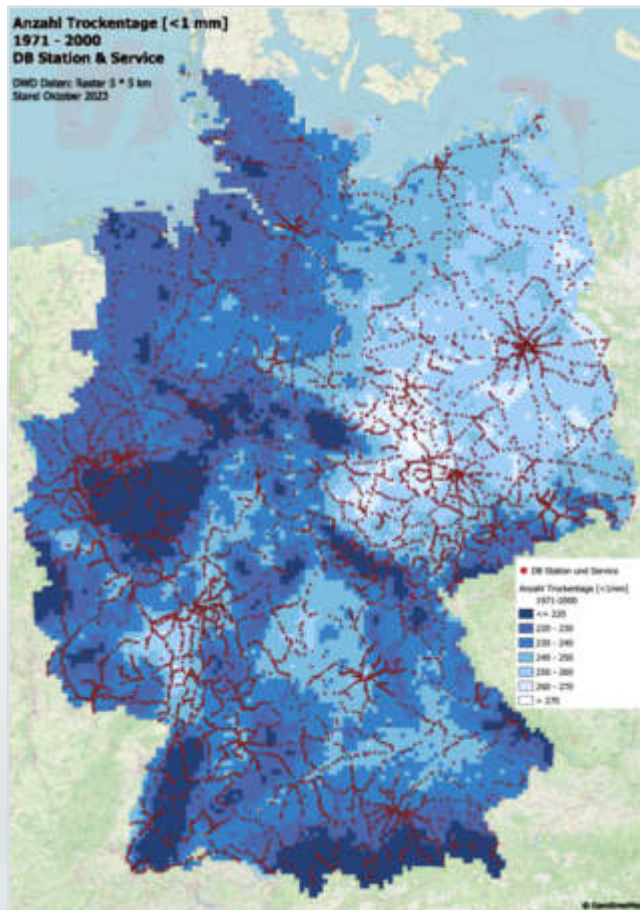 Anzahl Trockentage [<1 mm]
1971 - 2000
DB Station & Service
DWD Daten: Raster 5 * 5 km
Stand Oktober 2023
DB Station und Service
Anzahl Trockentage [<1mm]
1971-2000
<= 220
220 - 230
230 - 240
240 - 250
250 - 260
260 - 270
> 270